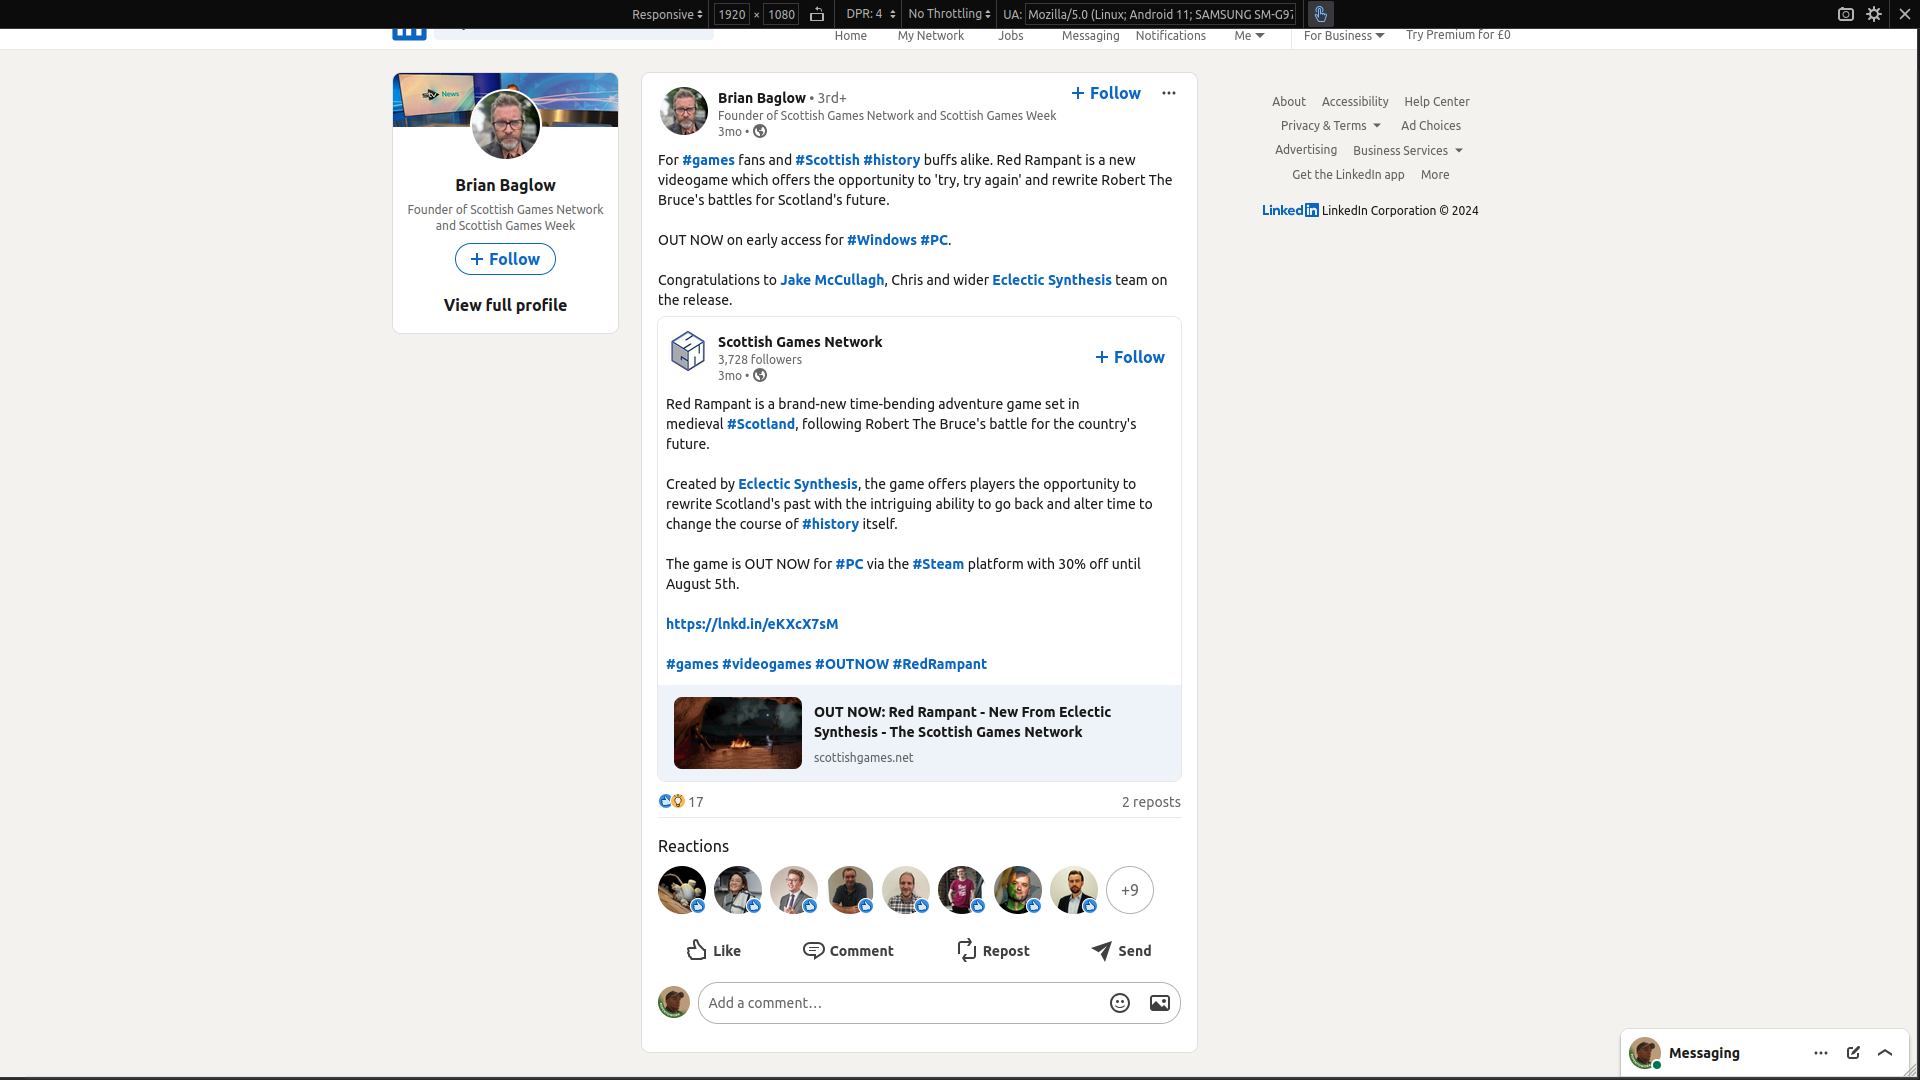 Responsive 1920 × 1080 DPR: 4 No Throttling UA: Mozilla/5.0 (Linux; Android 11; SAMSUNG SM-G97
Home My Network Jobs Messaging Notifications Me For Business Try Premium for £0
News
Brian Baglow
Founder of Scottish Games Network
and Scottish Games Week
+ Follow
View full profile
Brian Baglow • 3rd+
Founder of Scottish Games Network and Scottish Games Week
3mo •
+ Follow
For #games fans and #Scottish #history buffs alike. Red Rampant is a new
videogame which offers the opportunity to 'try, try again' and rewrite Robert The
Bruce's battles for Scotland's future.
OUT NOW on early access for #Windows #PC.
Congratulations to Jake McCullagh, Chris and wider Eclectic Synthesis team on
the release.
Scottish Games Network
3,728 followers
3mo •
+ Follow
Red Rampant is a brand-new time-bending adventure game set in
medieval #Scotland, following Robert The Bruce's battle for the country's
future.
Created by Eclectic Synthesis, the game offers players the opportunity to
rewrite Scotland's past with the intriguing ability to go back and alter time to
change the course of #history itself.
The game is OUT NOW for #PC via the #Steam platform with 30% off until
August 5th.
https://lnkd.in/eKXcX7sM
#games #videogames #OUTNOW #RedRampant
OUT NOW: Red Rampant - New From Eclectic
Synthesis - The Scottish Games Network
scottishgames.net
17
2 reposts
Reactions
+9
Like Comment Repost Send
Add a comment…
About Accessibility Help Center
Privacy & Terms Ad Choices
Advertising Business Services
Get the LinkedIn app More
LinkedIn LinkedIn Corporation © 2024
Messaging